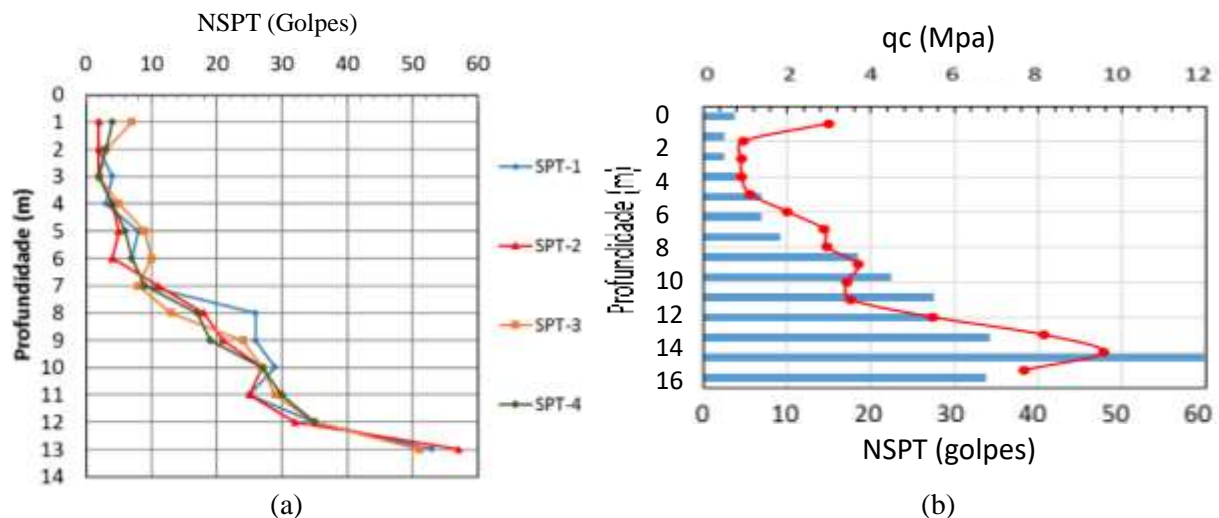 NSPT (Golpes)
0 10 20 30 40 50 60
Profundidade (m)
0
1
2
3
4
5
6
7
8
9
10
11
12
13
14
SPT-1
SPT-2
SPT-3
SPT-4
(a)
qc (Mpa)
0 2 4 6 8 10 12
Profundidade (m)
0
2
4
6
8
10
12
14
16
0 10 20 30 40 50 60
NSPT (golpes)
(b)